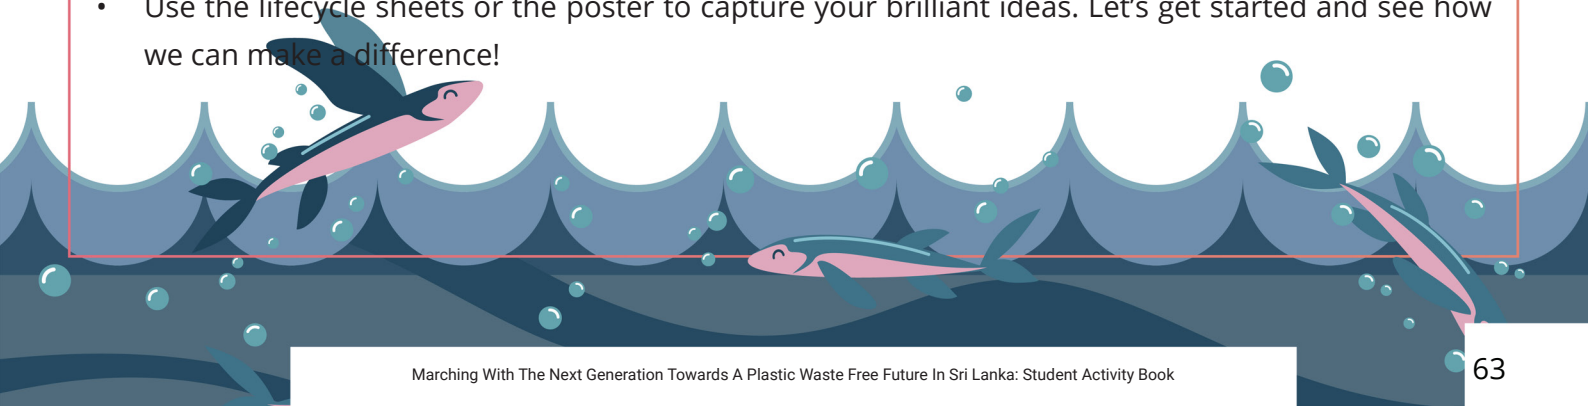 • Use the lifecycle sheets or the poster to capture your brilliant ideas. Let's get started and see how
we can make a difference!
Marching With The Next Generation Towards A Plastic Waste Free Future In Sri Lanka: Student Activity Book
63